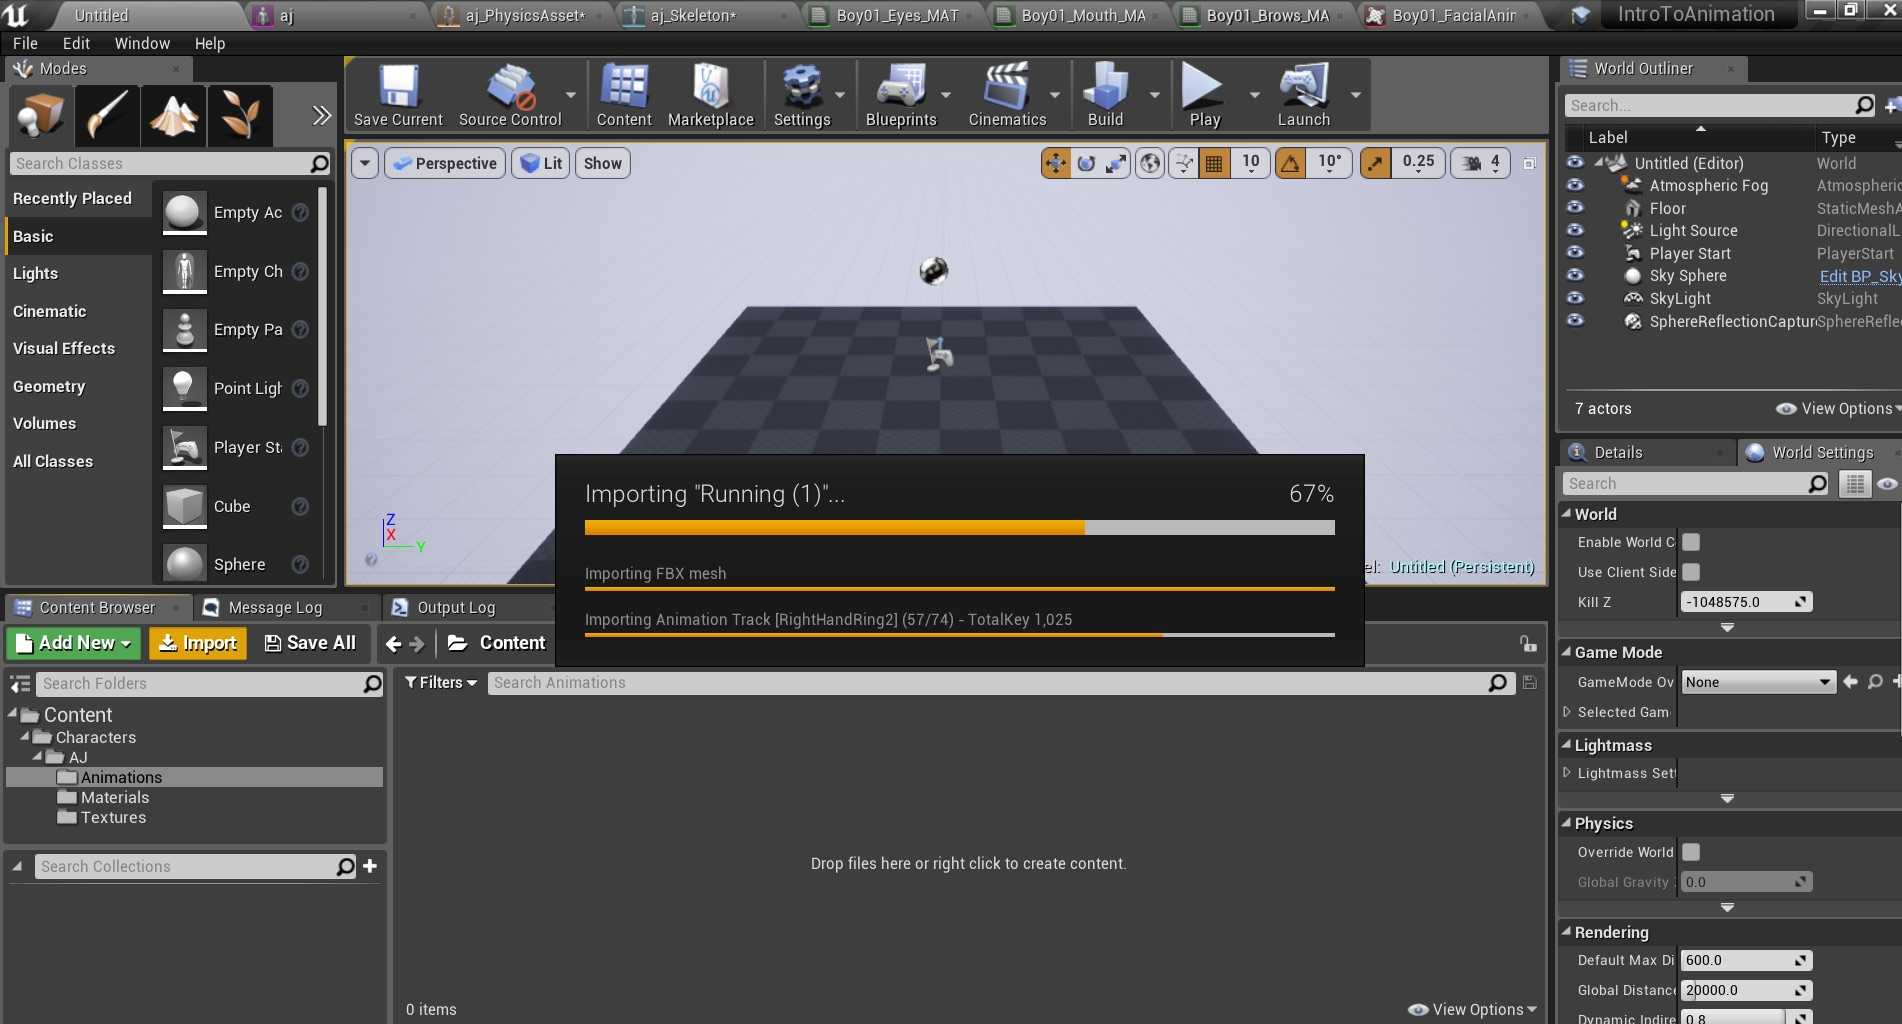 Untitled
aj
aj_PhysicsAsset*
aj_Skeleton*
Boy01_Eyes_MAT
Boy01_Mouth_MA
Boy01_Brows_MA
Boy01_FacialAnir
IntroToAnimation
File Edit Window Help
Modes
Save Current
Source Control
Content
Marketplace
Settings
Blueprints
Cinematics
Build
Play
Launch
Search Classes
Recently Placed
Basic
Lights
Cinematic
Visual Effects
Geometry
Volumes
All Classes
Empty Ac
Empty Ch
Empty Pa
Point Ligh
Player Sta
Cube
Sphere
Perspective
Lit
Show
10
10°
0.25
4
Z
X
Y
el: Untitled (Persistent)
World Outliner
Search...
Label Type
Untitled (Editor) World
Atmospheric Fog Atmospheric
Floor StaticMeshA
Light Source DirectionalL
Player Start PlayerStart
Sky Sphere Edit BP_Sky
SkyLight SkyLight
SphereReflectionCaptur SphereRefle
7 actors
View Options
Importing "Running (1)"... 67%
Importing FBX mesh
Importing Animation Track [RightHandRing2] (57/74) - TotalKey 1,025
Details
World Settings
Search
World
Enable World C
Use Client Side
Kill Z -1048575.0
Game Mode
GameMode Ov None
Selected Gam
Lightmass
Lightmass Sett
Physics
Override World
Global Gravity 0.0
Rendering
Default Max Di 600.0
Global Distance 20000.0
Dynamic Indire 0.8
Content Browser
Message Log
Output Log
Add New
Import
Save All
Content
Search Folders
Filters
Search Animations
Content
Characters
AJ
Animations
Materials
Textures
Search Collections
Drop files here or right click to create content.
0 items
View Options